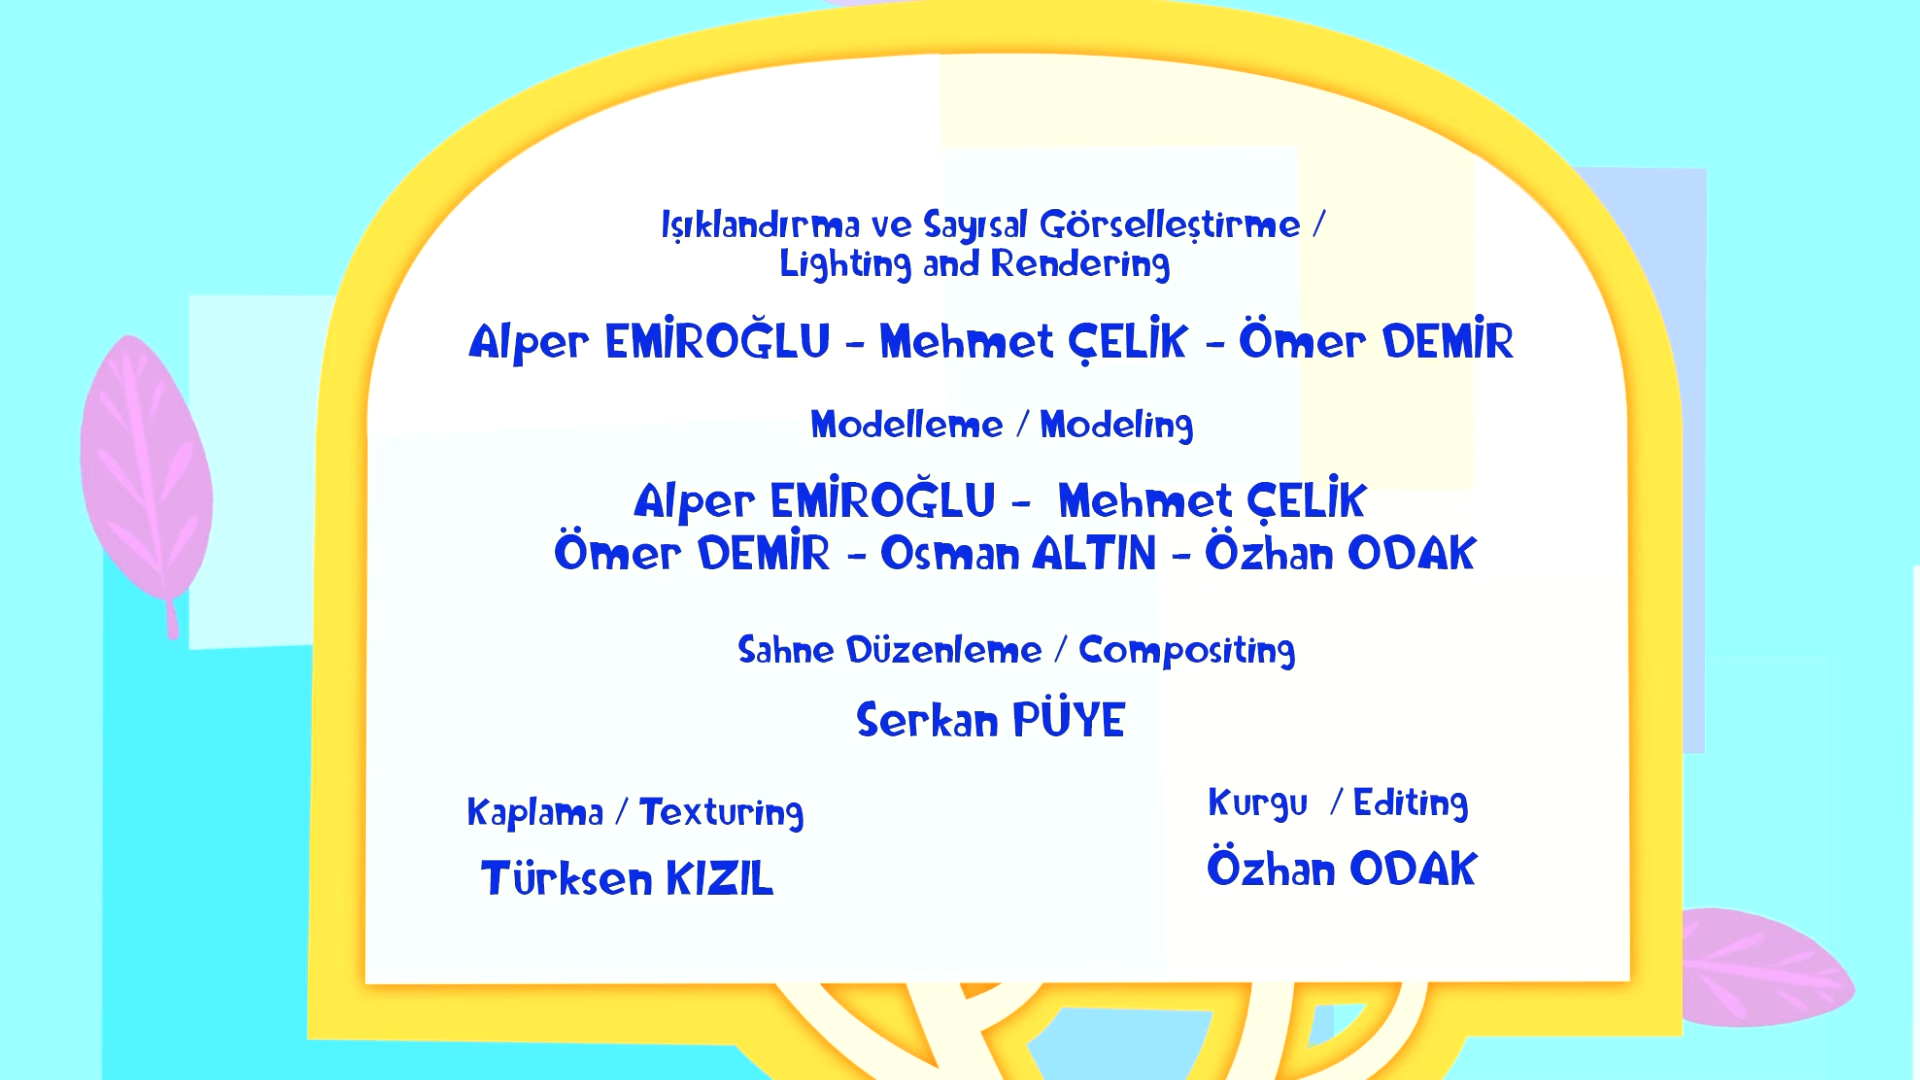 Işıklandırma ve Sayısal Görselleştirme /
Lighting and Rendering
Alper EMİROĞLU - Mehmet ÇELİK - Ömer DEMİR
Modelleme / Modeling
Alper EMİROĞLU - Mehmet ÇELİK
Ömer DEMİR - Osman ALTIN - Özhan ODAK
Sahne Düzenleme / Compositing
Serkan PÜYE
Kaplama / Texturing
Türksen KIZIL
Kurgu / Editing
Özhan ODAK